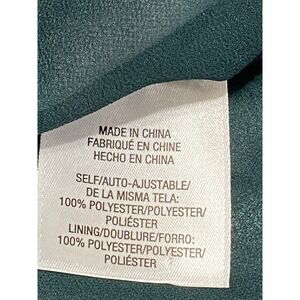 MADE IN CHINA
FABRIQUÉ EN CHINE
HECHO EN CHINA
SELF/AUTO-AJUSTABLE/
DE LA MISMA TELA:
100% POLYESTER/POLYESTER/
POLIÉSTER
LINING/DOUBLURE/FORRO:
100% POLYESTER/POLYESTER/
POLIÉSTER